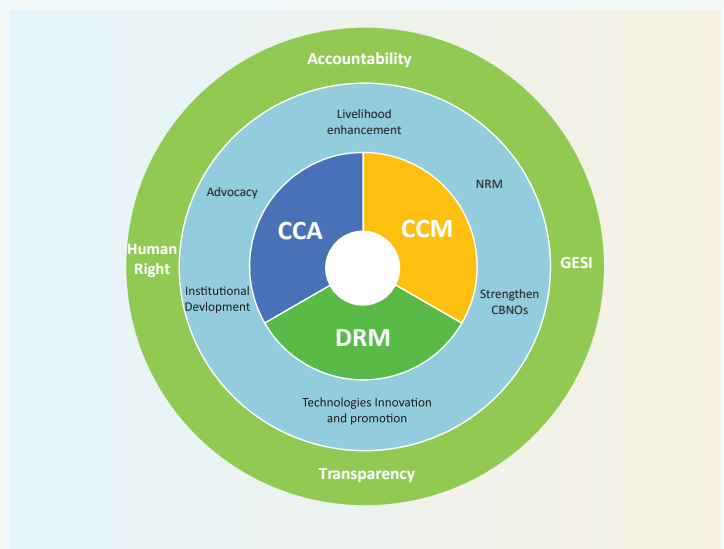 Accountability
Livelihood
enhancement
Advocacy
NRM
CCA
CCM
Human
Right
GESI
Institutional
Devlopment
Strengthen
CBNOs
DRM
Technologies Innovation
and promotion
Transparency